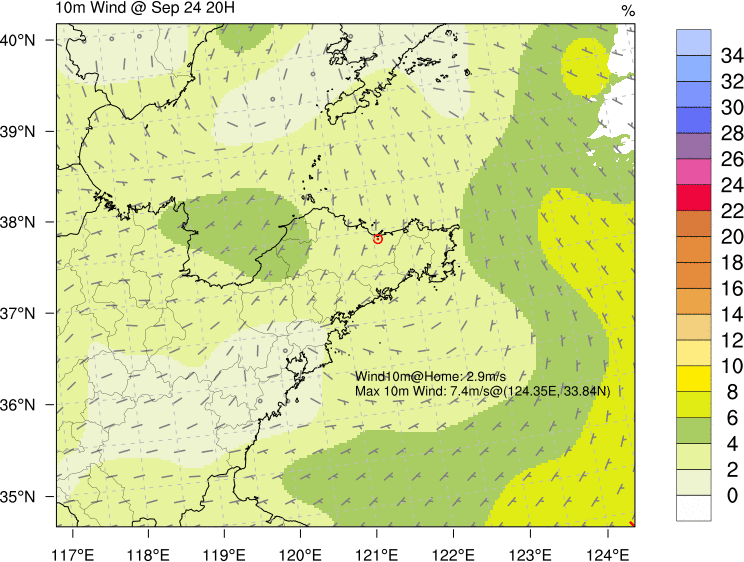 10m Wind @ Sep 24 20H
%
40°N
39°N
38°N
37°N
36°N
35°N
Wind10m@Home: 2.9m/s
Max 10m Wind: 7.4m/s@(124.35E, 33.84N)
117°E 118°E 119°E 120°E 121°E 122°E 123°E 124°E
34
32
30
28
26
24
22
20
18
16
14
12
10
8
6
4
2
0